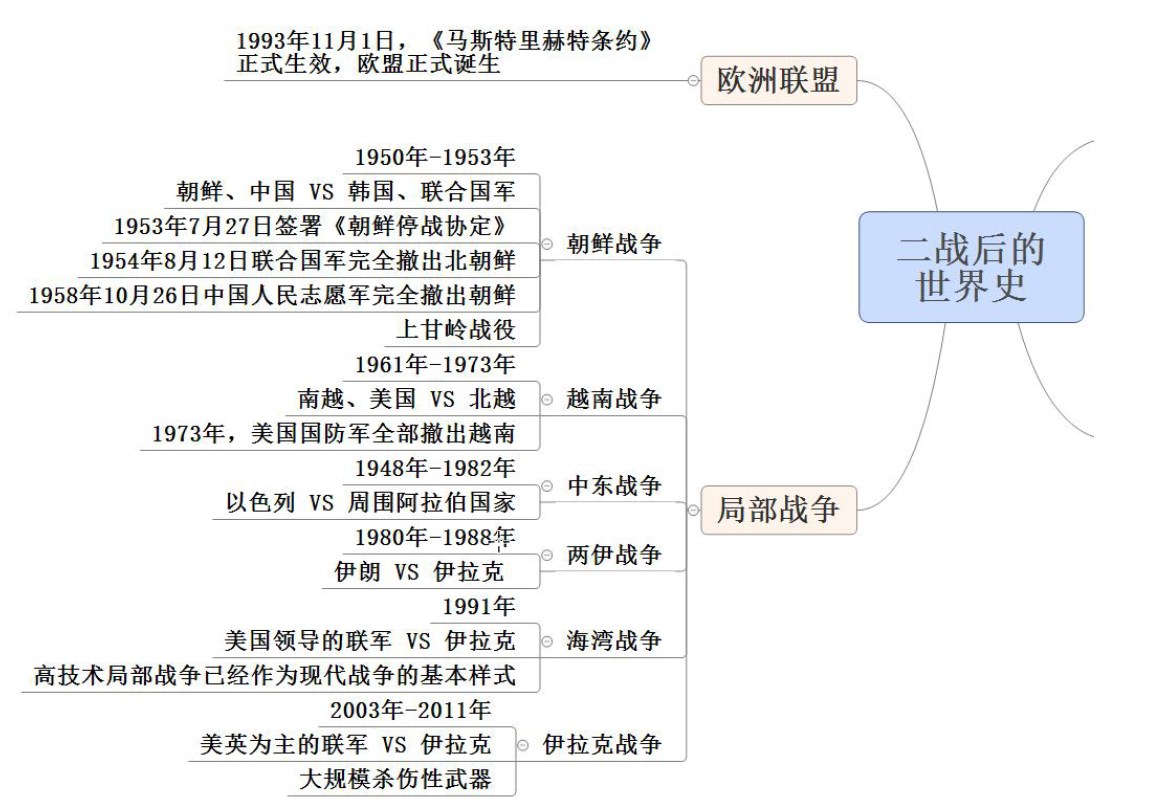 1993年11月1日，《马斯特里赫特条约》
正式生效，欧盟正式诞生
欧洲联盟
二战后的
世界史
1950年-1953年
朝鲜、中国 VS 韩国、联合国军
1953年7月27日签署《朝鲜停战协定》
朝鲜战争
1954年8月12日联合国军完全撤出北朝鲜
1958年10月26日中国人民志愿军完全撤出朝鲜
上甘岭战役
1961年-1973年
南越、美国 VS 北越
越南战争
1973年，美国国防军全部撤出越南
1948年-1982年
中东战争
以色列 VS 周围阿拉伯国家
局部战争
1980年-1988年
两伊战争
伊朗 VS 伊拉克
1991年
美国领导的联军 VS 伊拉克
海湾战争
高技术局部战争已经作为现代战争的基本样式
2003年-2011年
美英为主的联军 VS 伊拉克
伊拉克战争
大规模杀伤性武器